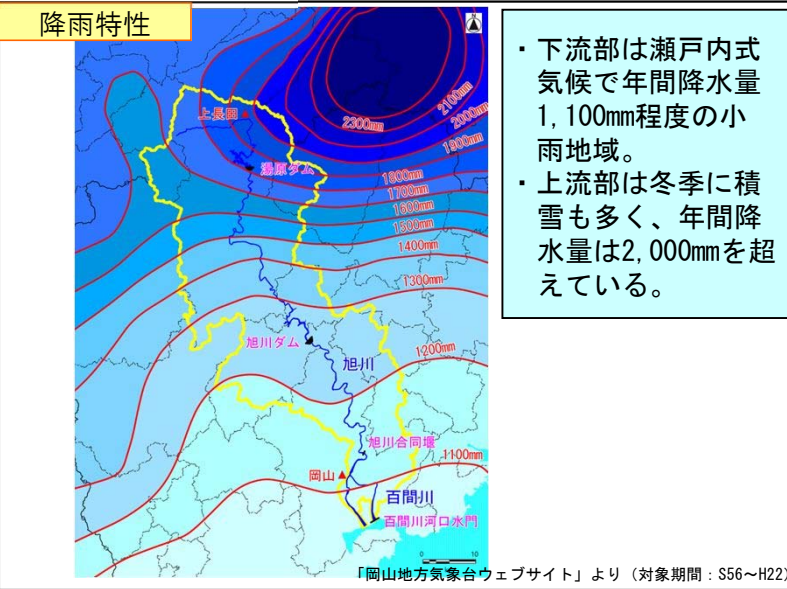 降雨特性
・下流部は瀬戸内式
気候で年間降水量
1,100mm程度の小
雨地域。
・上流部は冬季に積
雪も多く、年間降
水量は2,000mmを超
えている。
上長田
湯原ダム
2300mm
2100mm
2000mm
1900mm
1800mm
1700mm
1600mm
1500mm
1400mm
1300mm
旭川ダム
旭川
1200mm
旭川合同堰
1100mm
岡山
百間川
百間川河口水門
0
10
「岡山地方気象台ウェブサイト」より（対象期間：S56～H22）